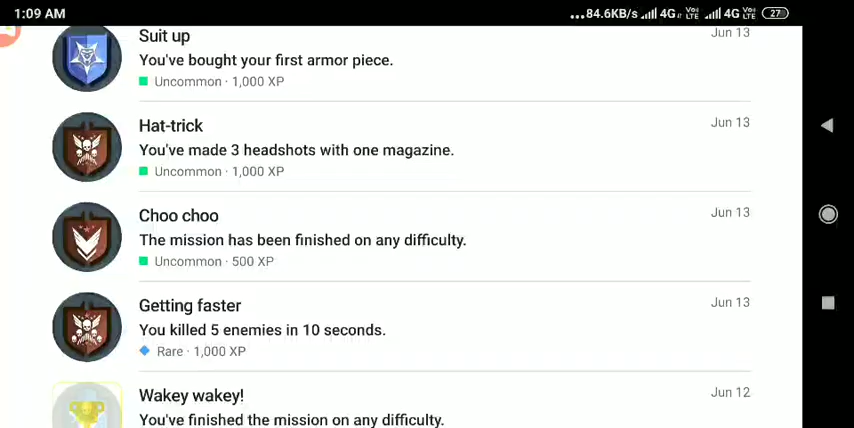 1:09 AM ...84.6KB/s 4G Vo LTE 4G Vo LTE 27
Suit up Jun 13
You've bought your first armor piece.
Uncommon · 1,000 XP
Hat-trick Jun 13
You've made 3 headshots with one magazine.
Uncommon · 1,000 XP
Choo choo Jun 13
The mission has been finished on any difficulty.
Uncommon · 500 XP
Getting faster Jun 13
You killed 5 enemies in 10 seconds.
Rare · 1,000 XP
Wakey wakey! Jun 12
You've finished the mission on any difficulty.